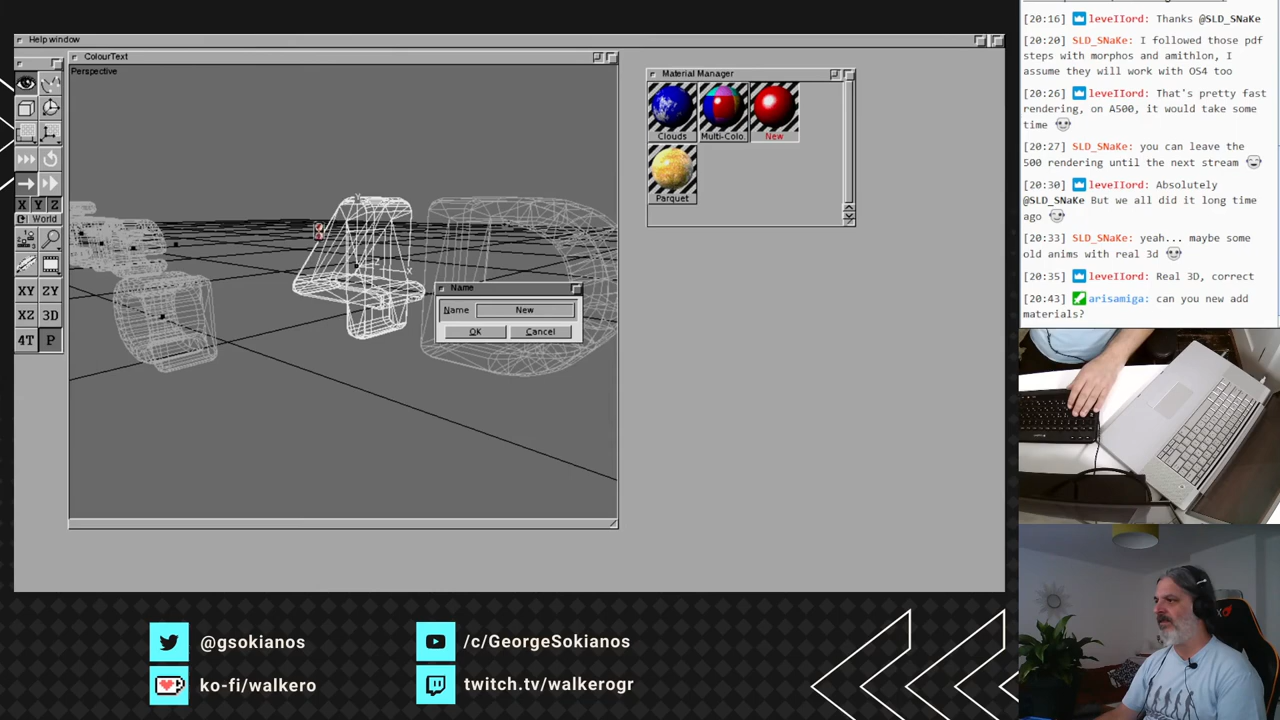 Help window
ColourText
Perspective
X Y Z
World
XY ZY
XZ 3D
4T P
Y
Z
X
Name
Name New
OK Cancel
Material Manager
Clouds Multi-Colo. New
Parquet
[20:16] leveIIord: Thanks @SLD_SNaKe
[20:20] SLD_SNaKe: I followed those pdf
steps with morphos and amithlon, I
assume they will work with OS4 too
[20:26] leveIIord: That's pretty fast
rendering, on A500, it would take some
time
[20:27] SLD_SNaKe: you can leave the
500 rendering until the next stream
[20:30] leveIIord: Absolutely
@SLD_SNaKe But we all did it long time
ago
[20:33] SLD_SNaKe: yeah... maybe some
old anims with real 3d
[20:35] leveIIord: Real 3D, correct
[20:43] arisamiga: can you new add
materials?
@gsokianos
/c/GeorgeSokianos
ko-fi/walkero
twitch.tv/walkerogr